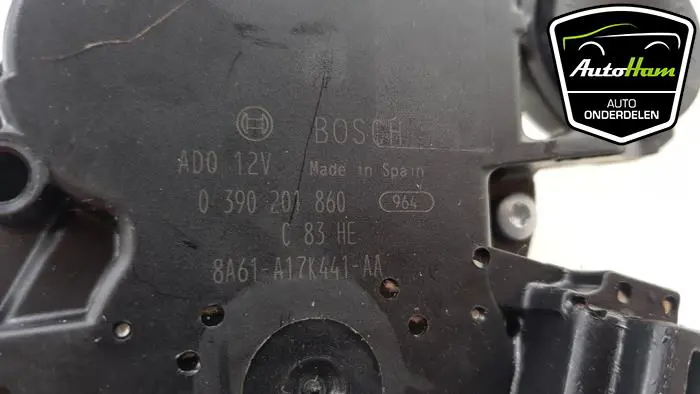 BOSCH
ADO 12V Made in Spain
0 390 201 860 964
C 83 HE
8A61-A17K441-AA
AutoHam
AUTO
ONDERDELEN